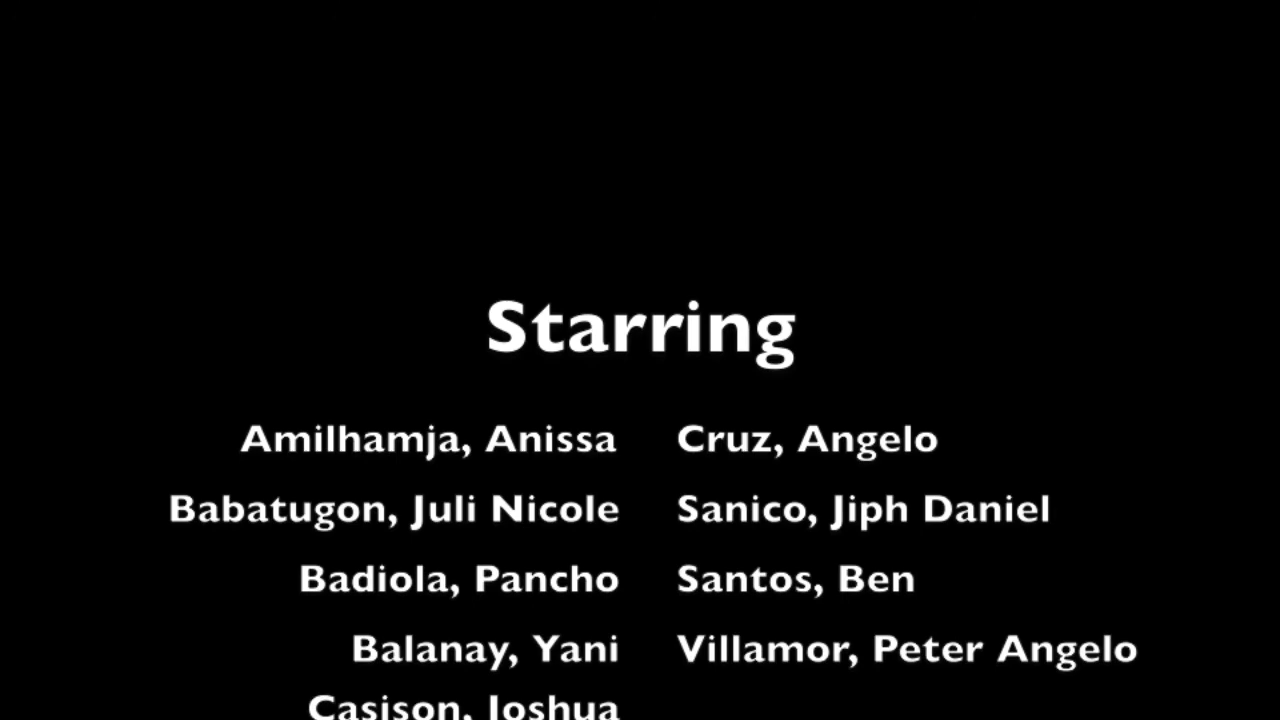 Starring
Amilhamja, Anissa Cruz, Angelo
Babatugon, Juli Nicole Sanico, Jiph Daniel
Badiola, Pancho Santos, Ben
Balanay, Yani Villamor, Peter Angelo
Casison, Joshua